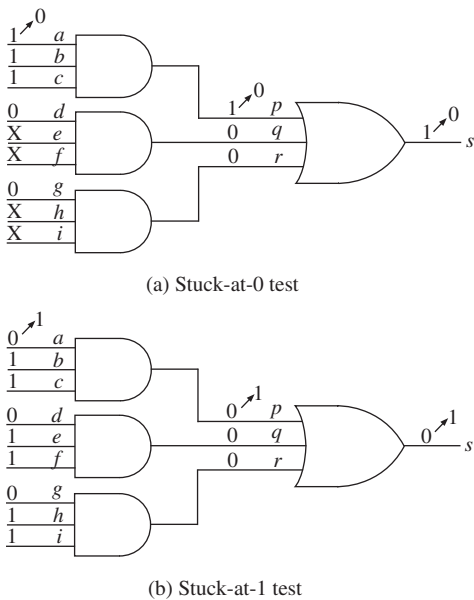 0
1 a
1 b 0
1 c 1 p 0
0 d 0 q 1 s
X e 0 r
X f
0 g
X h
X i
(a) Stuck-at-0 test
1
0 a
1 b 1
1 c 0 p 1
0 d 0 q 0 s
1 e 0 r
1 f
0 g
1 h
1 i
(b) Stuck-at-1 test